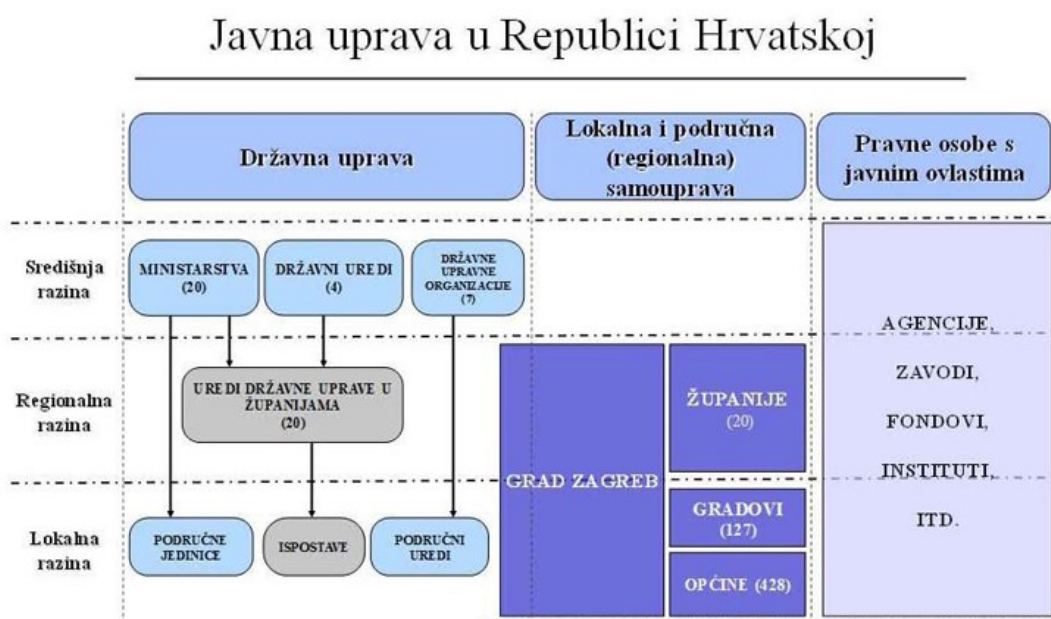 Javna uprava u Republici Hrvatskoj
Državna uprava
Lokalna i područna
(regionalna)
samouprava
Pravne osobe s
javnim ovlastima
Središnja
razina
MINISTARSTVA
(20)
DRŽAVNI UREDI
(4)
DRŽAVNE
UPRAVNE
ORGANIZACIJE
(7)
Regionalna
razina
UREDI DRŽAVNE UPRAVE U
ŽUPANIJAMA
(20)
GRAD ZAGREB
ŽUPANIJE
(20)
Lokalna
razina
PODRUČNE
JEDINICE
ISPOSTAVE
PODRUČNI
UREDI
GRADOVI
(127)
OPĆINE (428)
AGENCIJE,
ZAVODI,
FONDOVI,
INSTITUTI,
ITD.